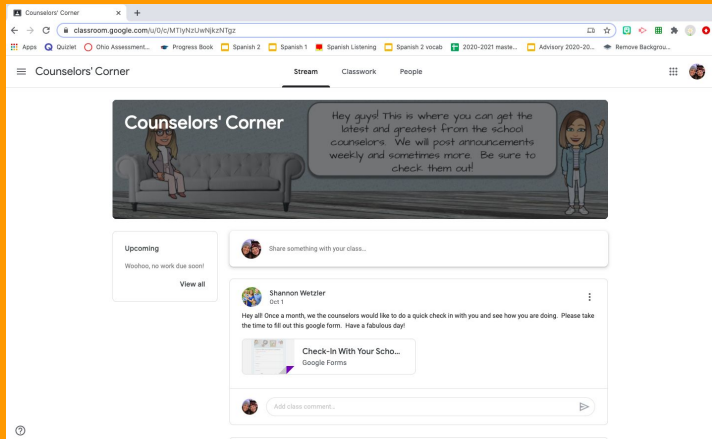 Counselors' Corner
classroom.google.com/u/0/c/MTIyNzUwNjkzNTgz
Apps Quizlet Ohio Assessment... Progress Book Spanish 2 Spanish 1 Spanish Listening Spanish 2 vocab 2020-2021 maste... Advisory 2020-20... Remove Backgrou...
Counselors' Corner Stream Classwork People
Counselors' Corner
Hey guys! This is where you can get the
latest and greatest from the school
counselors. We will post announcements
weekly and sometimes more. Be sure to
check them out!
Upcoming
Woohoo, no work due soon!
View all
Share something with your class...
Shannon Wetzler
Oct 1
Hey all! Once a month, we the counselors would like to do a quick check in with you and see how you are doing. Please take
the time to fill out this google form. Have a fabulous day!
Check-In With Your Scho...
Google Forms
Add class comment...